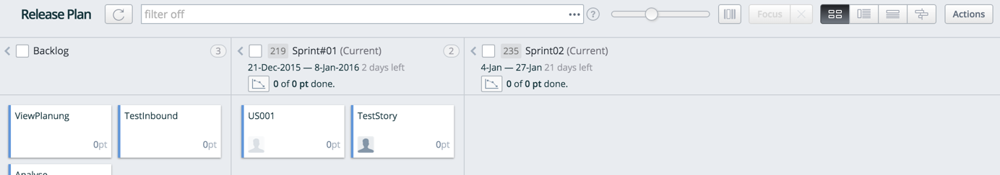 Release Plan
filter off
?
Focus
Actions
Backlog
3
219 Sprint#01 (Current)
2
21-Dec-2015 — 8-Jan-2016 2 days left
0 of 0 pt done.
235 Sprint02 (Current)
4-Jan — 27-Jan 21 days left
0 of 0 pt done.
ViewPlanung
0pt
TestInbound
0pt
Analyse
US001
0pt
TestStory
0pt